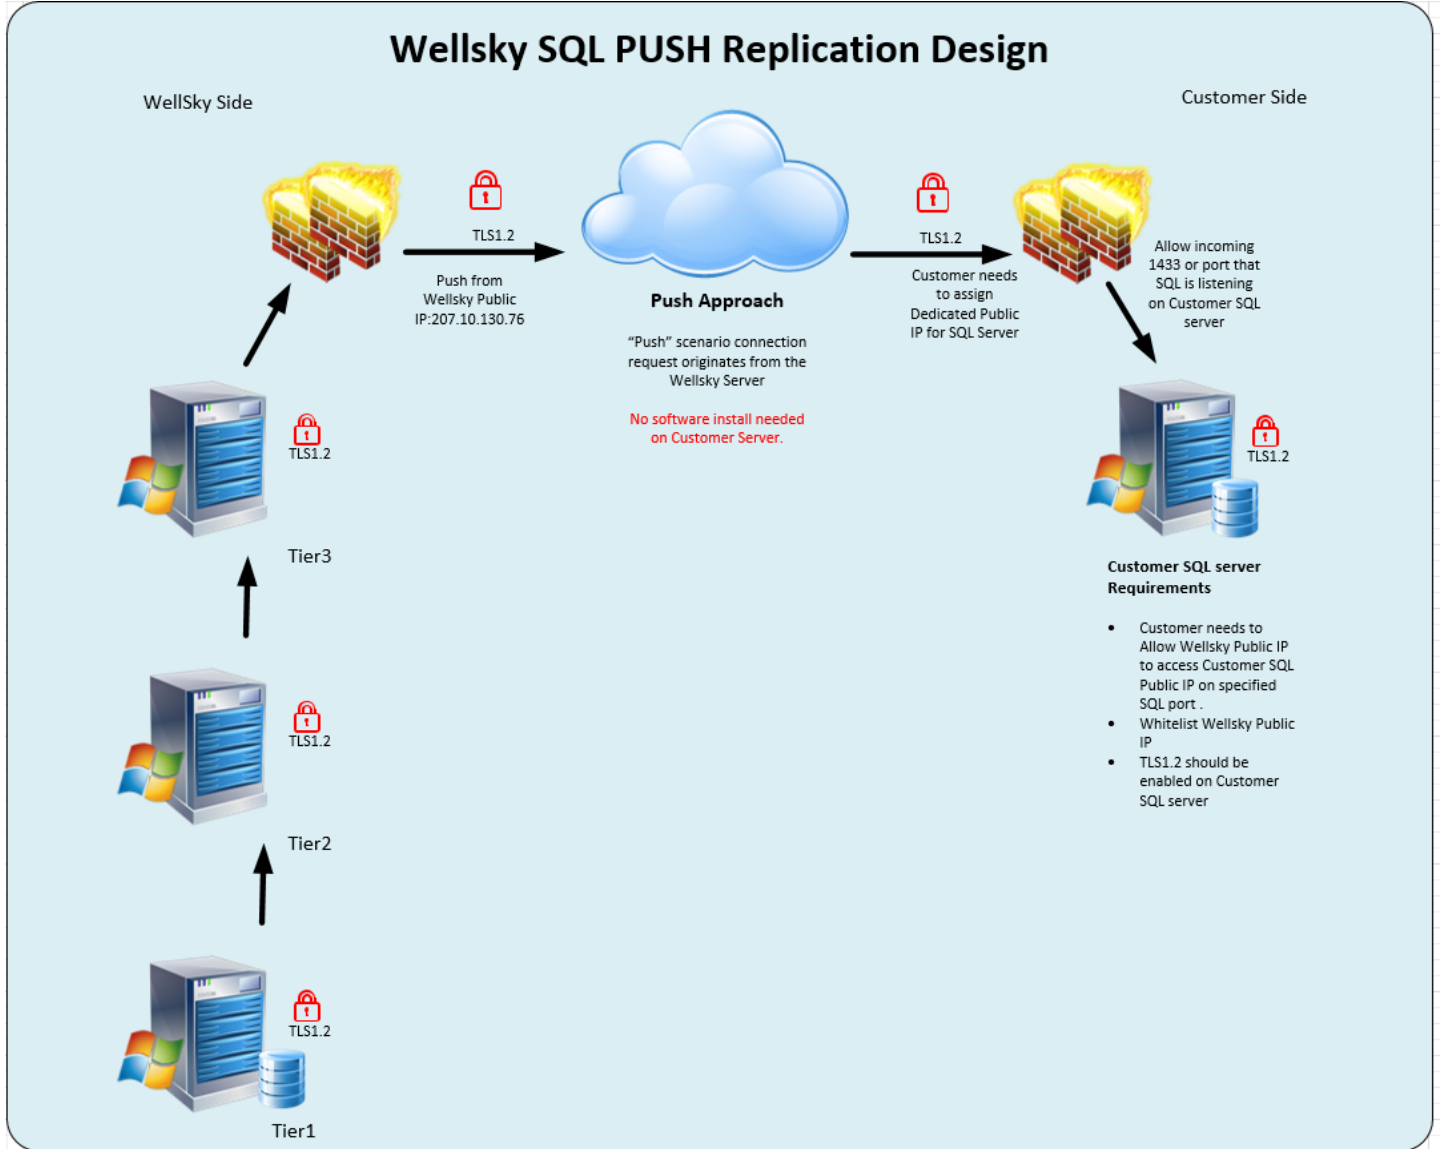 Wellsky SQL PUSH Replication Design
WellSky Side
Customer Side
TLS1.2
Push from
Wellsky Public
IP:207.10.130.76
Push Approach
“Push” scenario connection
request originates from the
Wellsky Server
No software install needed
on Customer Server.
TLS1.2
Customer needs
to assign
Dedicated Public
IP for SQL Server
Allow incoming
1433 or port that
SQL is listening
on Customer SQL
server
TLS1.2
Tier3
TLS1.2
Tier2
TLS1.2
Tier1
TLS1.2
Customer SQL server
Requirements
• Customer needs to
Allow Wellsky Public IP
to access Customer SQL
Public IP on specified
SQL port .
• Whitelist Wellsky Public
IP
• TLS1.2 should be
enabled on Customer
SQL server